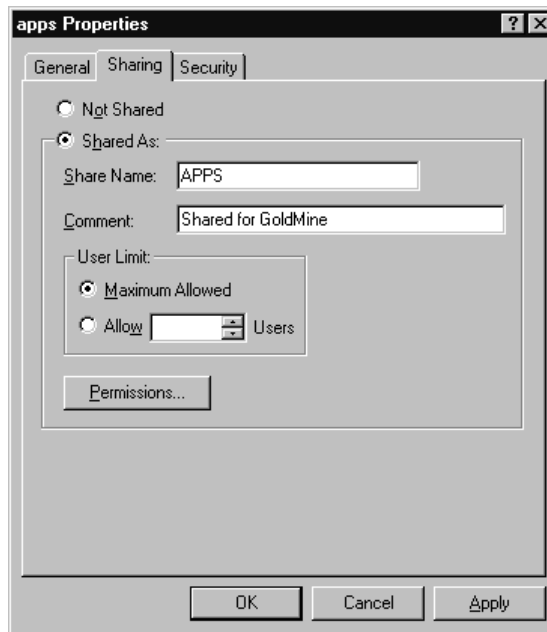 apps Properties
General Sharing Security
Not Shared
Shared As:
Share Name: APPS
Comment: Shared for GoldMine
User Limit:
Maximum Allowed
Allow Users
Permissions...
OK Cancel Apply